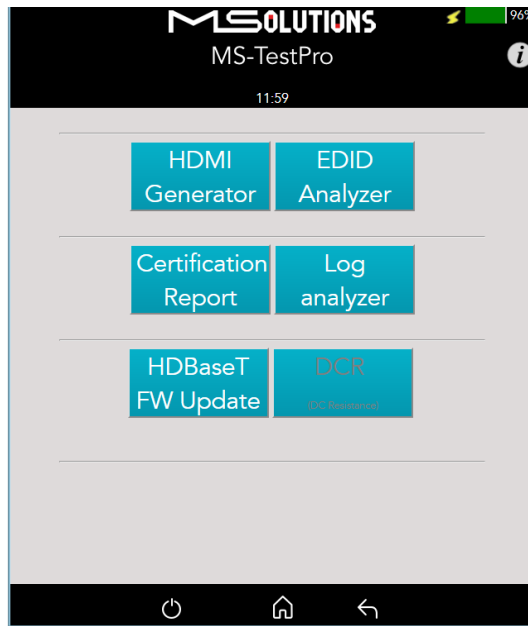 MSOLUTIONS
96%
MS-TestPro
i
11:59
HDMI
Generator
EDID
Analyzer
Certification
Report
Log
analyzer
HDBaseT
FW Update
DCR
(DC Resistance)